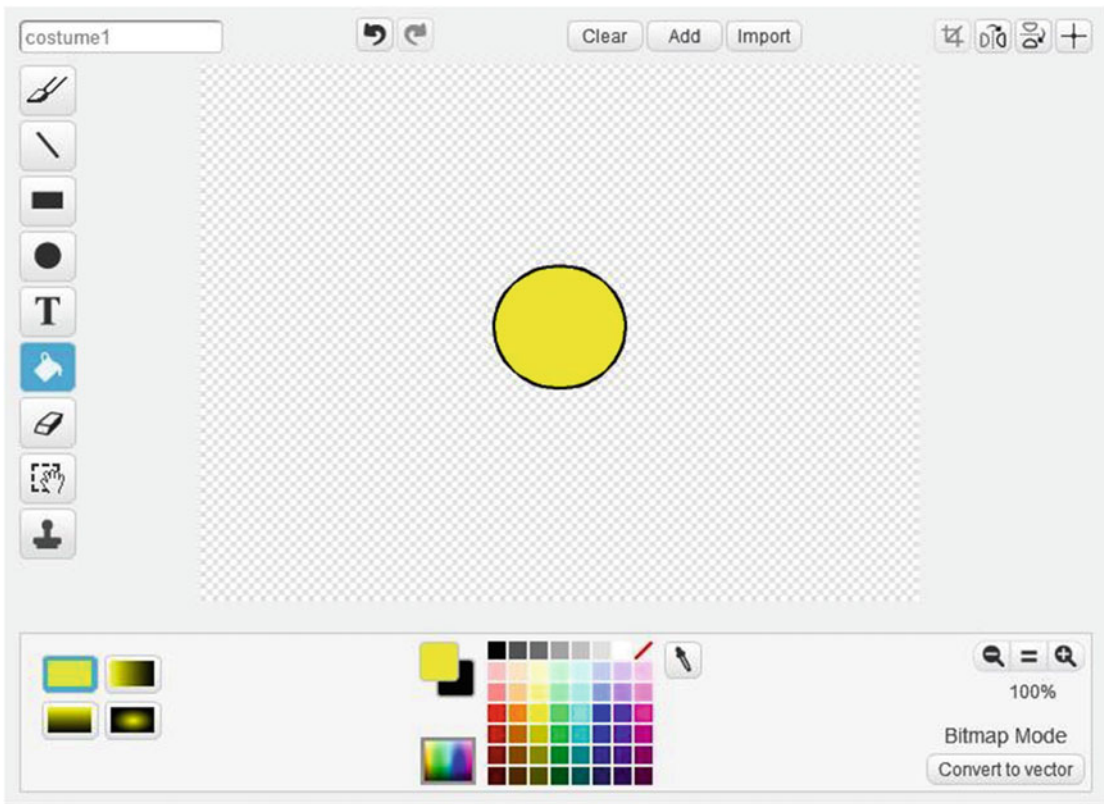 costume1
Clear
Add
Import
T
100%
Bitmap Mode
Convert to vector